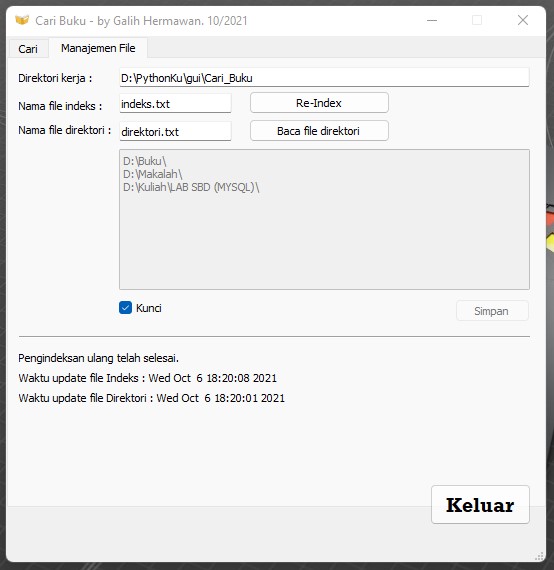 Cari Buku - by Galih Hermawan. 10/2021
Cari Manajemen File
Direktori kerja : D:\PythonKu\gui\Cari_Buku
Nama file indeks : indeks.txt Re-Index
Nama file direktori : direktori.txt Baca file direktori
D:\Buku\
D:\Makalah\
D:\Kuliah\LAB SBD (MYSQL)\
Kunci Simpan
Pengindeksan ulang telah selesai.
Waktu update file Indeks : Wed Oct  6 18:20:08 2021
Waktu update file Direktori : Wed Oct  6 18:20:01 2021
Keluar